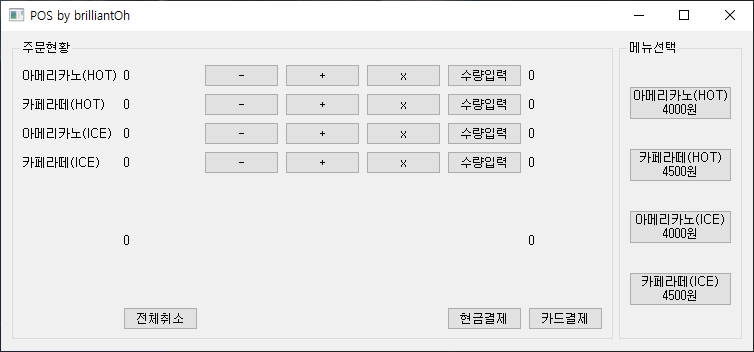 POS by brilliantOh
주문현황
아메리카노(HOT) 0 - + x 수량입력 0
카페라떼(HOT) 0 - + x 수량입력 0
아메리카노(ICE) 0 - + x 수량입력 0
카페라떼(ICE) 0 - + x 수량입력 0
0 0
전체취소 현금결제 카드결제
메뉴선택
아메리카노(HOT)
4000원
카페라떼(HOT)
4500원
아메리카노(ICE)
4000원
카페라떼(ICE)
4500원